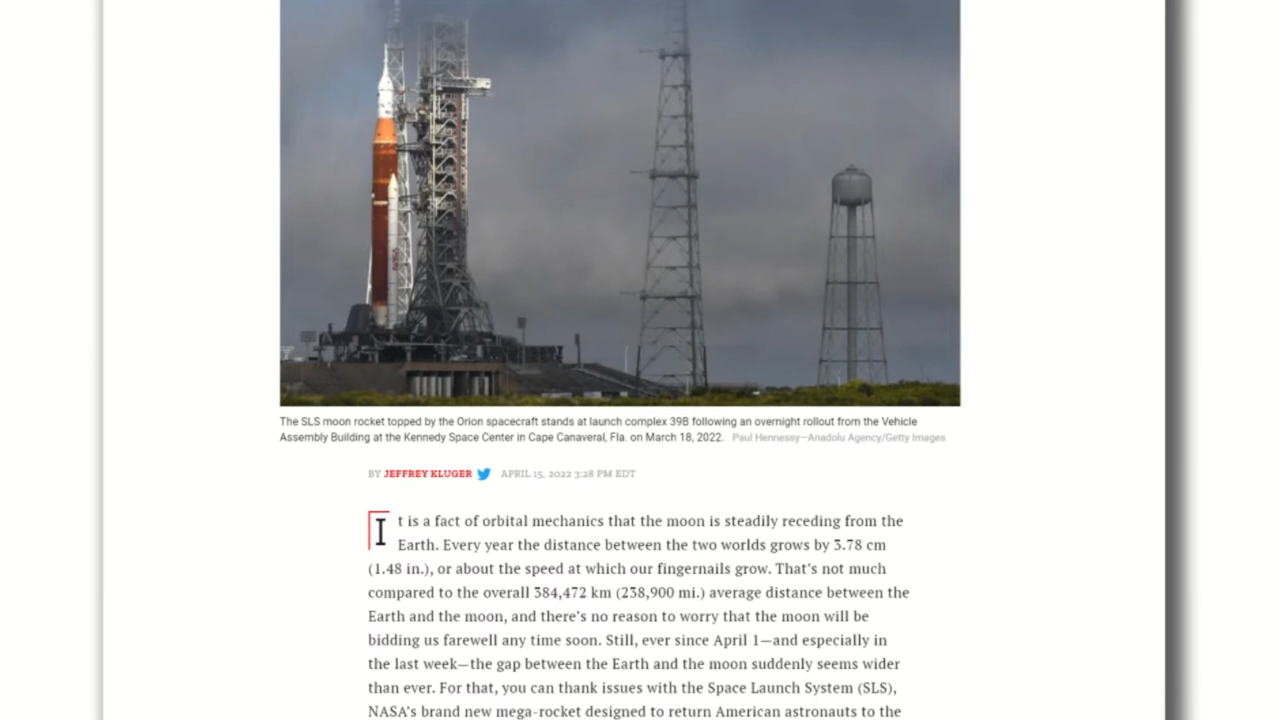 The SLS moon rocket topped by the Orion spacecraft stands at launch complex 39B following an overnight rollout from the Vehicle
Assembly Building at the Kennedy Space Center in Cape Canaveral, Fla. on March 18, 2022. Paul Hennessy—Anadolu Agency/Getty Images
BY JEFFREY KLUGER APRIL 15, 2022 3:28 PM EDT
It is a fact of orbital mechanics that the moon is steadily receding from the
Earth. Every year the distance between the two worlds grows by 3.78 cm
(1.48 in.), or about the speed at which our fingernails grow. That's not much
compared to the overall 384,472 km (238,900 mi.) average distance between the
Earth and the moon, and there's no reason to worry that the moon will be
bidding us farewell any time soon. Still, ever since April 1—and especially in
the last week—the gap between the Earth and the moon suddenly seems wider
than ever. For that, you can thank issues with the Space Launch System (SLS),
NASA's brand new mega-rocket designed to return American astronauts to the